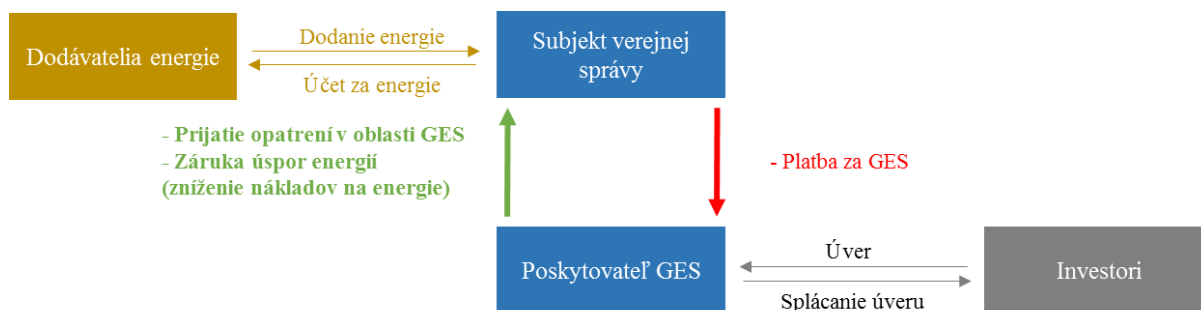 Dodávatelia energie
Dodanie energie
Účet za energie
Subjekt verejnej
správy
- Prijatie opatrení v oblasti GES
- Záruka úspor energií
(zníženie nákladov na energie)
- Platba za GES
Poskytovateľ GES
Úver
Splácanie úveru
Investori